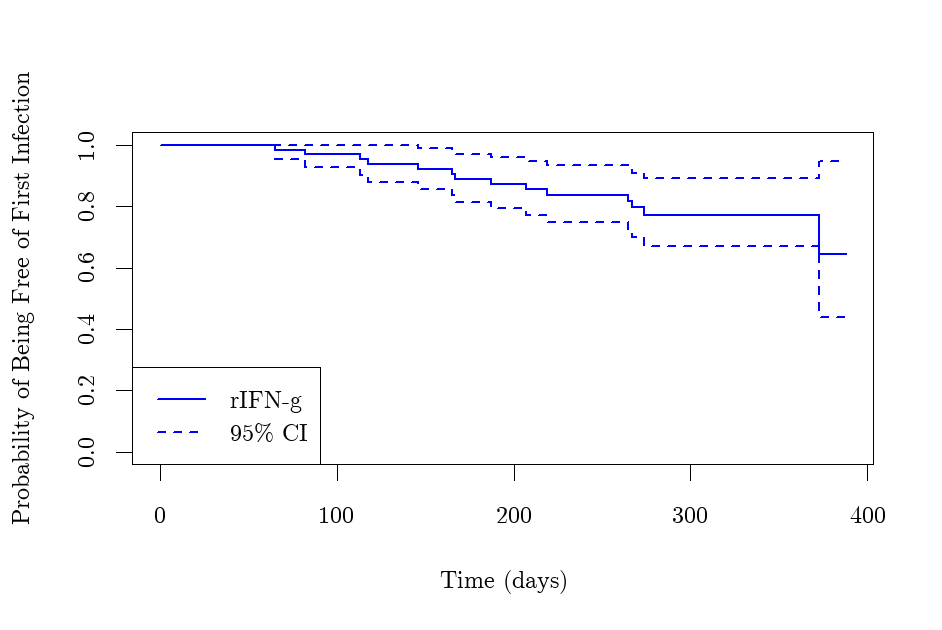 Probability of Being Free of First Infection
1.0
0.8
0.6
0.4
0.2
0.0
rIFN-g
95% CI
0 100 200 300 400
Time (days)